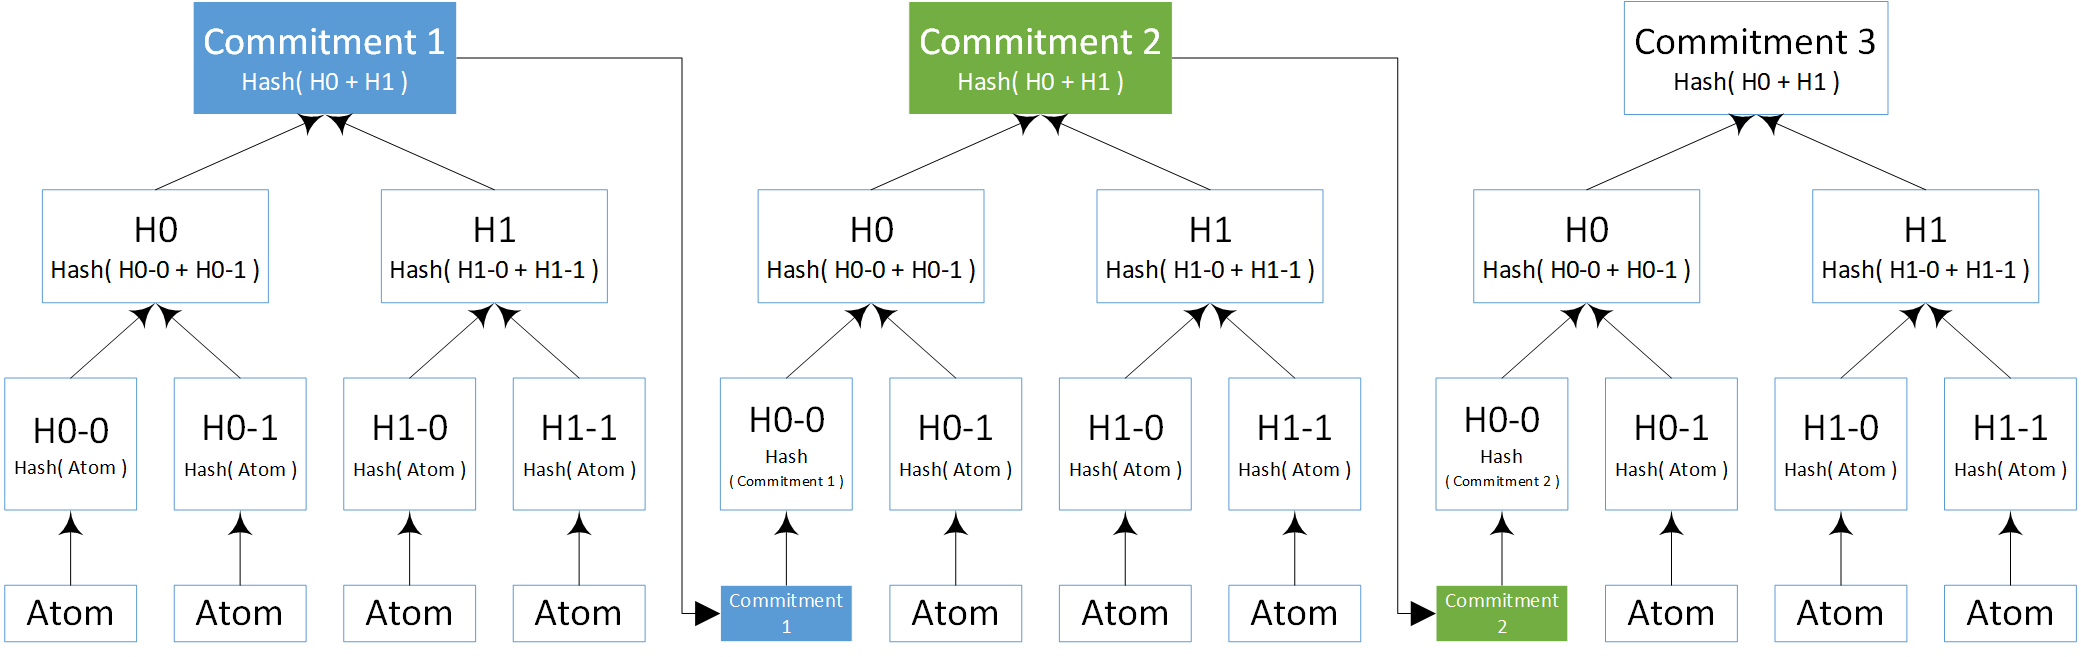 Commitment 1
Hash( H0 + H1 )
Commitment 2
Hash( H0 + H1 )
Commitment 3
Hash( H0 + H1 )
H0
Hash( H0-0 + H0-1 )
H1
Hash( H1-0 + H1-1 )
H0
Hash( H0-0 + H0-1 )
H1
Hash( H1-0 + H1-1 )
H0
Hash( H0-0 + H0-1 )
H1
Hash( H1-0 + H1-1 )
H0-0
Hash( Atom )
H0-1
Hash( Atom )
H1-0
Hash( Atom )
H1-1
Hash( Atom )
H0-0
Hash
( Commitment 1 )
H0-1
Hash( Atom )
H1-0
Hash( Atom )
H1-1
Hash( Atom )
H0-0
Hash
( Commitment 2 )
H0-1
Hash( Atom )
H1-0
Hash( Atom )
H1-1
Hash( Atom )
Atom
Atom
Atom
Atom
Commitment
1
Atom
Atom
Atom
Commitment
2
Atom
Atom
Atom